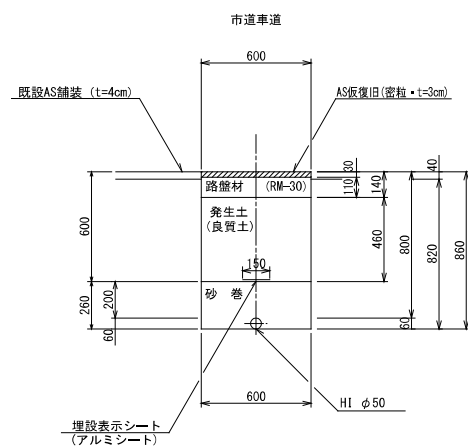 市道車道
600
既設AS舗装 (t=4cm)
AS仮復旧(密粒・t=3cm)
30
40
路盤材 (RM-30)
110
140
発生土
(良質土)
600
460
800
820
860
150
砂 巻
260
200
60
60
600
HI φ50
埋設表示シート
(アルミシート)